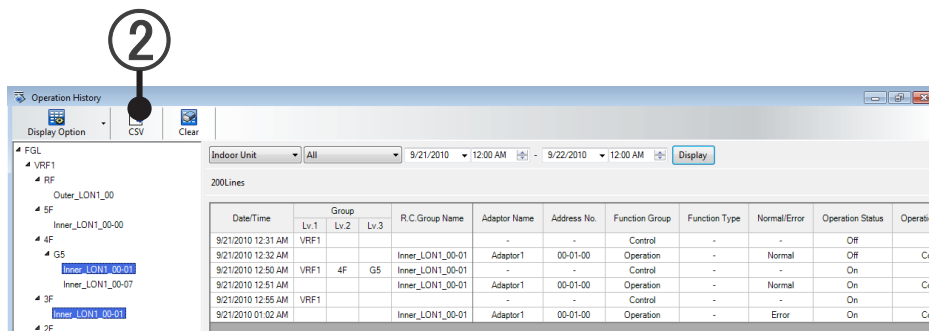 2
Operation History
Display Option CSV Clear
FGL
VRF1
RF
Outer_LON1_00
5F
Inner_LON1_00-00
4F
G5
Inner_LON1_00-01
Inner_LON1_00-07
3F
Inner_LON1_00-01
2F
Indoor Unit All 9/21/2010 12:00 AM - 9/22/2010 12:00 AM Display
200Lines
Date/Time Group R.C.Group Name Adaptor Name Address No. Function Group Function Type Normal/Error Operation Status Operati
Lv.1 Lv.2 Lv.3
9/21/2010 12:31 AM VRF1 - - Control - - Off
9/21/2010 12:32 AM Inner_LON1_00-01 Adaptor1 00-01-00 Operation - Normal Off Co
9/21/2010 12:50 AM VRF1 4F G5 - - Control - - On
9/21/2010 12:51 AM Inner_LON1_00-01 Adaptor1 00-01-00 Operation - Normal On Co
9/21/2010 12:55 AM VRF1 - - Control - - On
9/21/2010 01:02 AM Inner_LON1_00-01 Adaptor1 00-01-00 Operation - Error On Co